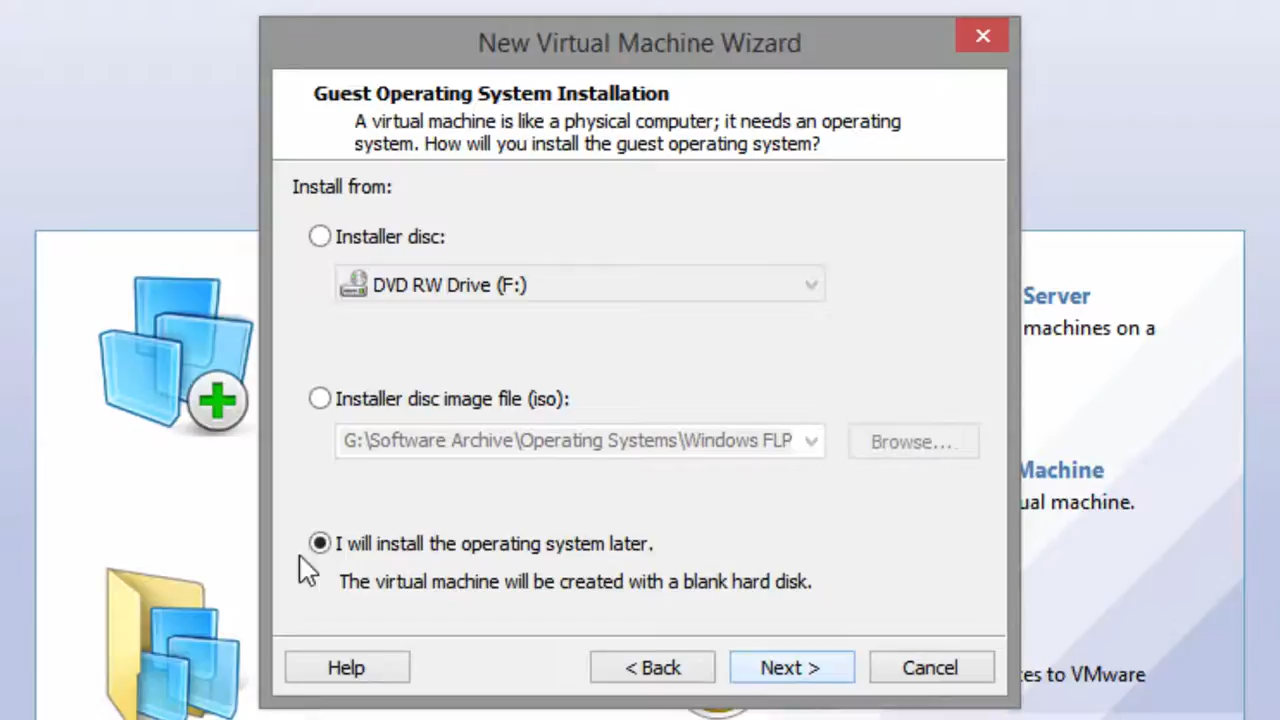 New Virtual Machine Wizard
Guest Operating System Installation
A virtual machine is like a physical computer; it needs an operating
system. How will you install the guest operating system?
Install from:
Installer disc:
DVD RW Drive (F:)
Server
machines on a
Installer disc image file (iso):
G:\Software Archive\Operating Systems\Windows FLP
Browse...
Machine
ual machine.
I will install the operating system later.
The virtual machine will be created with a blank hard disk.
Help
< Back
Next >
Cancel
es to VMware